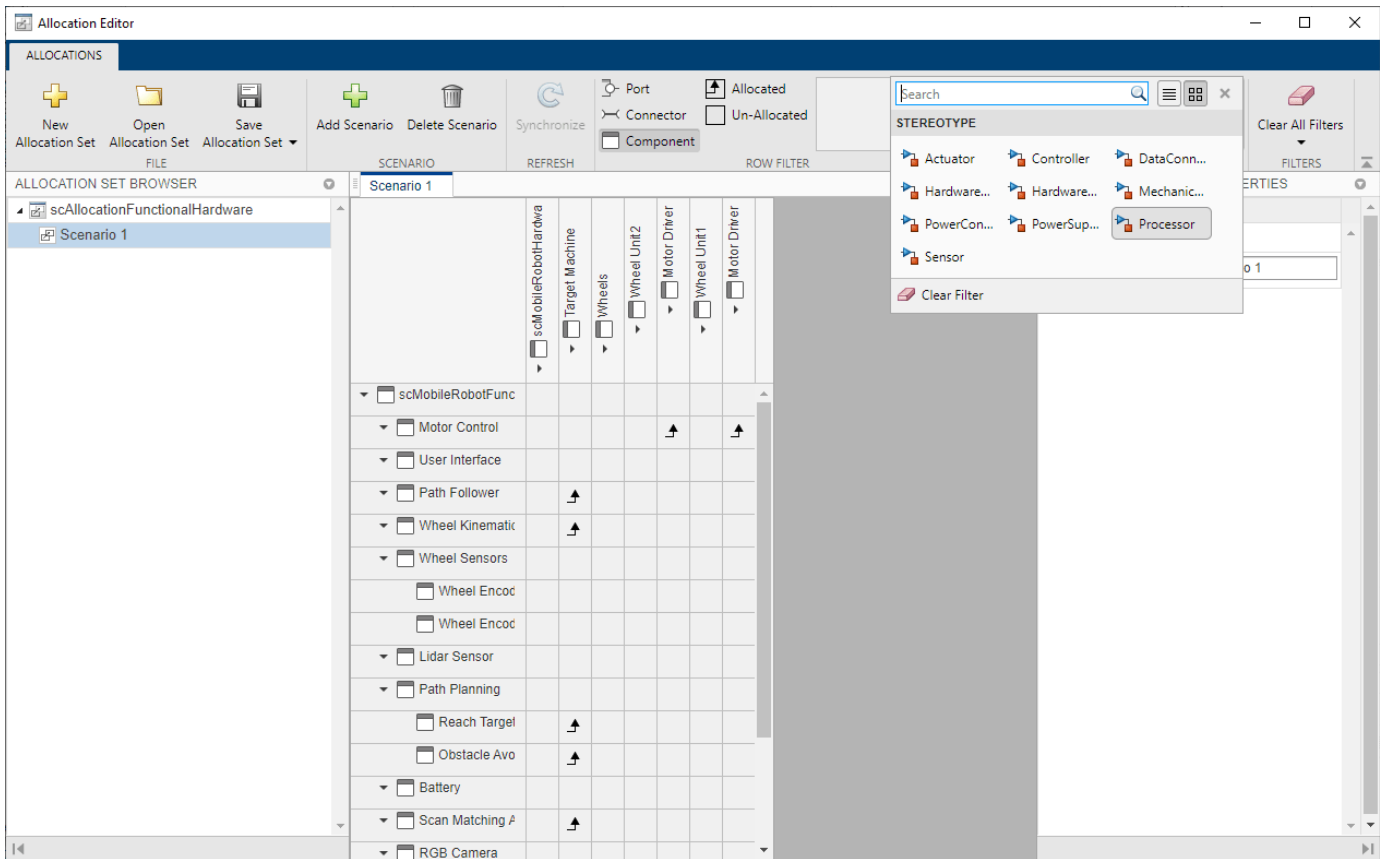 Allocation Editor
ALLOCATIONS
New Allocation Set
Open Allocation Set
Save Allocation Set
FILE
Add Scenario
Delete Scenario
SCENARIO
Synchronize
REFRESH
Port
Connector
Component
Allocated
Un-Allocated
ROW FILTER
Search
STEREOTYPE
Actuator
Controller
DataConn...
Hardware...
Hardware...
Mechanic...
PowerCon...
PowerSup...
Processor
Sensor
Clear Filter
Clear All Filters
FILTERS
ALLOCATION SET BROWSER
scAllocationFunctionalHardware
Scenario 1
Scenario 1
ERTIES
o 1
scMobileRobotHardwa
Target Machine
Wheels
Wheel Unit2
Motor Driver
Wheel Unit1
Motor Driver
scMobileRobotFunc
Motor Control
User Interface
Path Follower
Wheel Kinematic
Wheel Sensors
Wheel Encod
Wheel Encod
Lidar Sensor
Path Planning
Reach Target
Obstacle Avo
Battery
Scan Matching A
RGB Camera